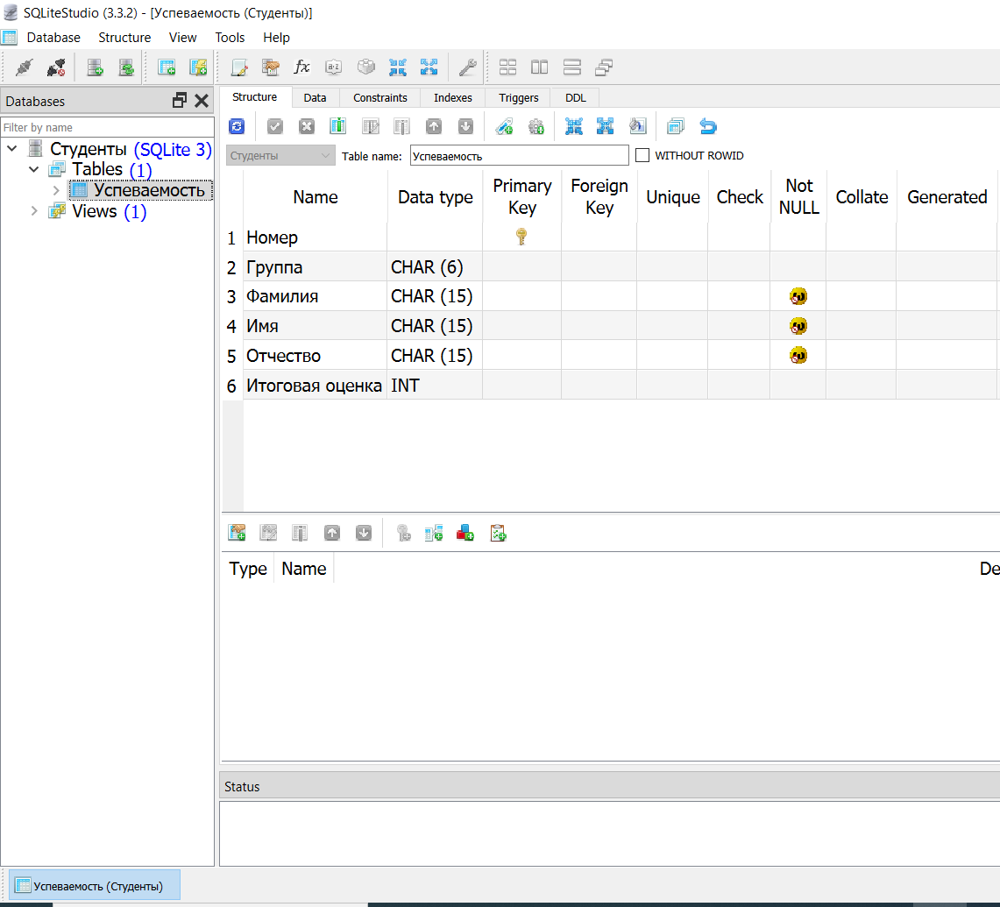 SQLiteStudio (3.3.2) - [Успеваемость (Студенты)]
Database Structure View Tools Help
Databases
Filter by name
Студенты (SQLite 3)
Tables (1)
Успеваемость
Views (1)
Structure Data Constraints Indexes Triggers DDL
Студенты Table name: Успеваемость WITHOUT ROWID
Name Data type Primary Key Foreign Key Unique Check Not NULL Collate Generated
1 Номер
2 Группа CHAR (6)
3 Фамилия CHAR (15)
4 Имя CHAR (15)
5 Отчество CHAR (15)
6 Итоговая оценка INT
Type Name De
Status
Успеваемость (Студенты)